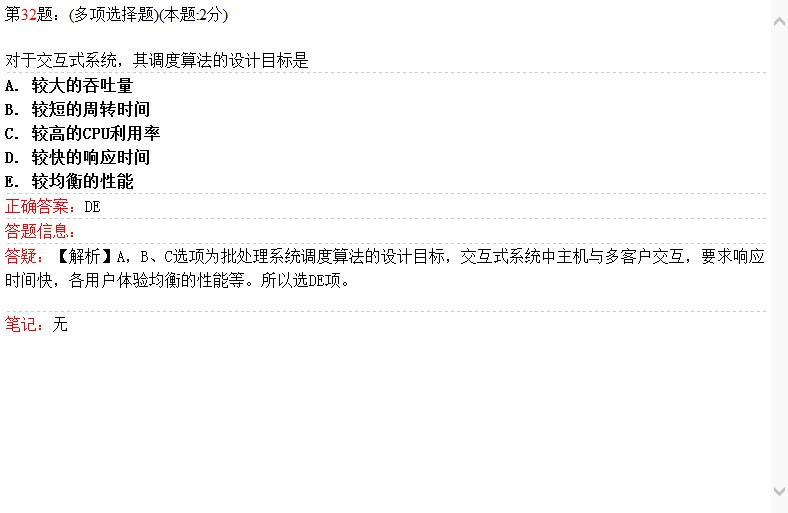 第32题：(多项选择题)(本题:2分)
对于交互式系统，其调度算法的设计目标是
A. 较大的吞吐量
B. 较短的周转时间
C. 较高的CPU利用率
D. 较快的响应时间
E. 较均衡的性能
正确答案：DE
答题信息：
答疑：【解析】A，B、C选项为批处理系统调度算法的设计目标，交互式系统中主机与多客户交互，要求响应
时间快，各用户体验均衡的性能等。所以选DE项。
笔记：无